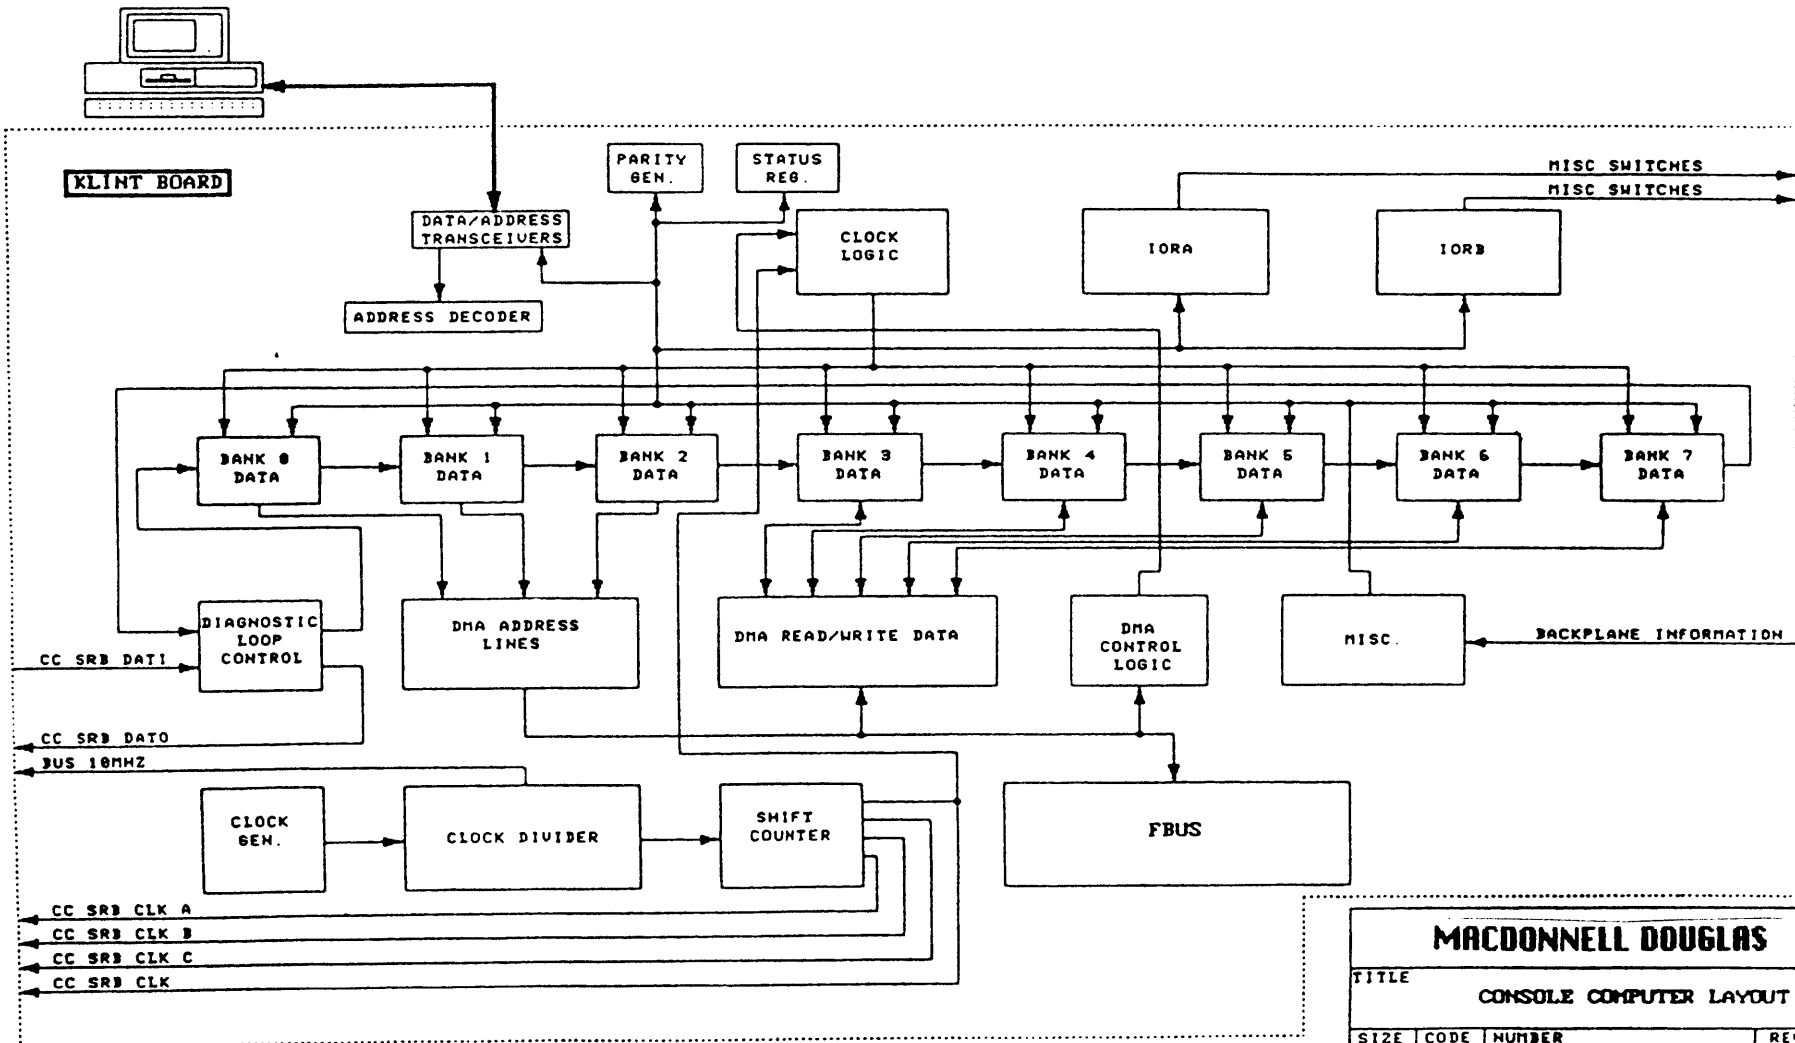 KLINT BOARD
PARITY
GEN.
STATUS
REG.
MISC SWITCHES
MISC SWITCHES
DATA/ADDRESS
TRANSCEIVERS
CLOCK
LOGIC
IORA
IORB
ADDRESS DECODER
BANK 0
DATA
BANK 1
DATA
BANK 2
DATA
BANK 3
DATA
BANK 4
DATA
BANK 5
DATA
BANK 6
DATA
BANK 7
DATA
DIAGNOSTIC
LOOP
CONTROL
DMA ADDRESS
LINES
DMA READ/WRITE DATA
DMA
CONTROL
LOGIC
MISC.
BACKPLANE INFORMATION
CC SRB DATI
CC SRB DATO
BUS 10MHZ
CLOCK
GEN.
CLOCK DIVIDER
SHIFT
COUNTER
FBUS
CC SRB CLK A
CC SRB CLK B
CC SRB CLK C
CC SRB CLK
MACDONNELL DOUGLAS
TITLE
CONSOLE COMPUTER LAYOUT
SIZE CODE NUMBER RE